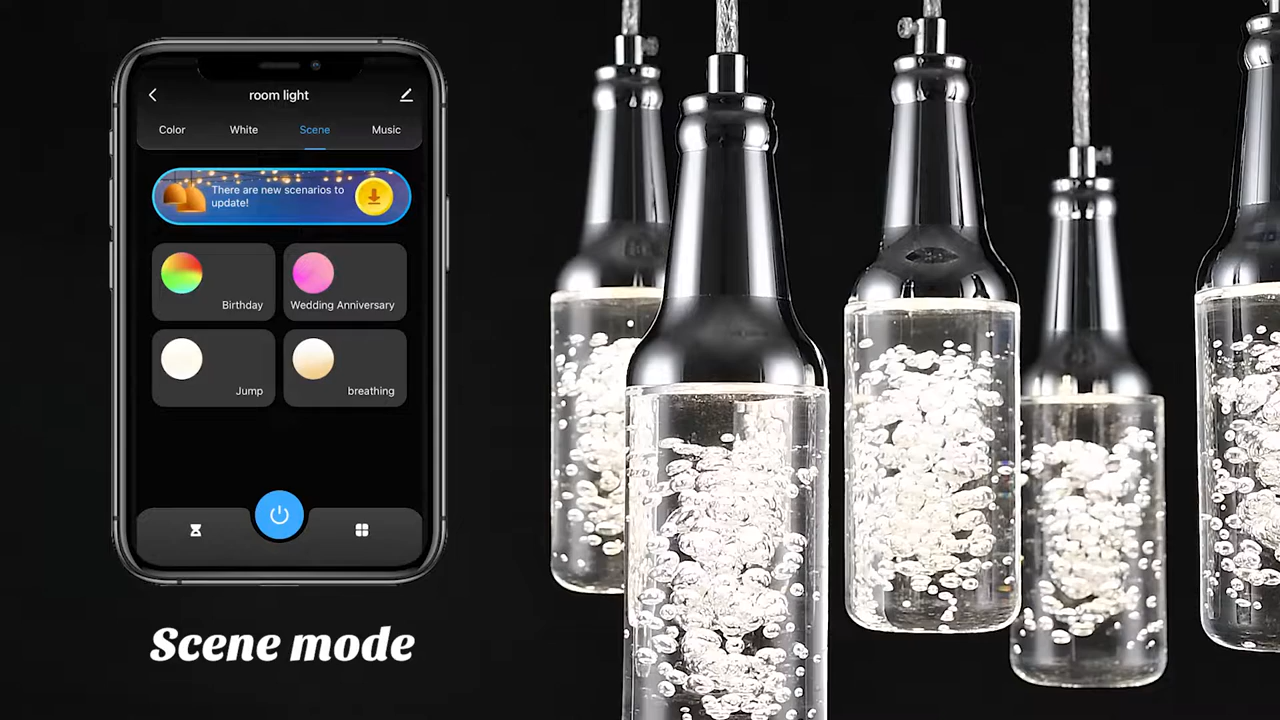 room light
Color White Scene Music
There are new scenarios to
update!
Birthday
Wedding Anniversary
Jump
breathing
Scene mode